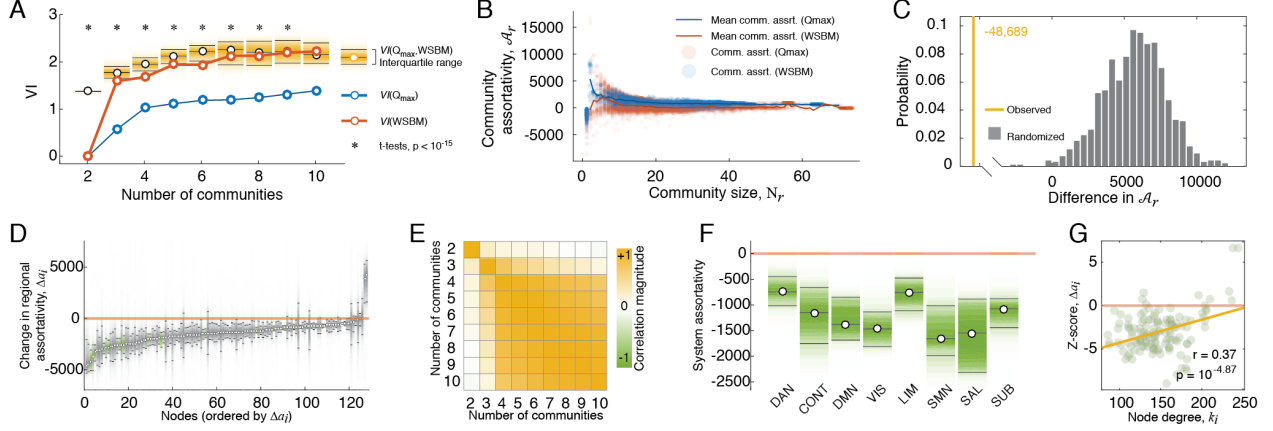 A
VI
3
2
1
0
2
4
6
8
10
Number of communities
* * * * * * * *
VI(Qmax,WSBM)
Interquartile range
VI(Qmax)
VI(WSBM)
* t-tests, p < 10-15
B
Community
assortativity, 𝒜r
15000
10000
5000
0
-5000
0
20
40
60
Community size, Nr
Mean comm. assrt. (Qmax)
Mean comm. assrt. (WSBM)
Comm. assrt. (Qmax)
Comm. assrt. (WSBM)
C
Probability
0.1
0.08
0.06
0.04
0.02
0
-48,689
Observed
Randomized
0
5000
10000
Difference in 𝒜r
D
Change in regional
assortativity, Δai
5000
0
-5000
0
20
40
60
80
100
120
Nodes (ordered by Δai)
E
Number of communities
2
3
4
5
6
7
8
9
10
2 3 4 5 6 7 8 9 10
Number of communities
+1
0
-1
Correlation magnitude
F
System assortativty
0
-500
-1000
-1500
-2000
-2500
DAN
CONT
DMN
VIS
LIM
SMN
SAL
SUB
G
Z-score, Δai
5
0
-5
r = 0.37
p = 10-4.87
100
150
200
250
Node degree, ki